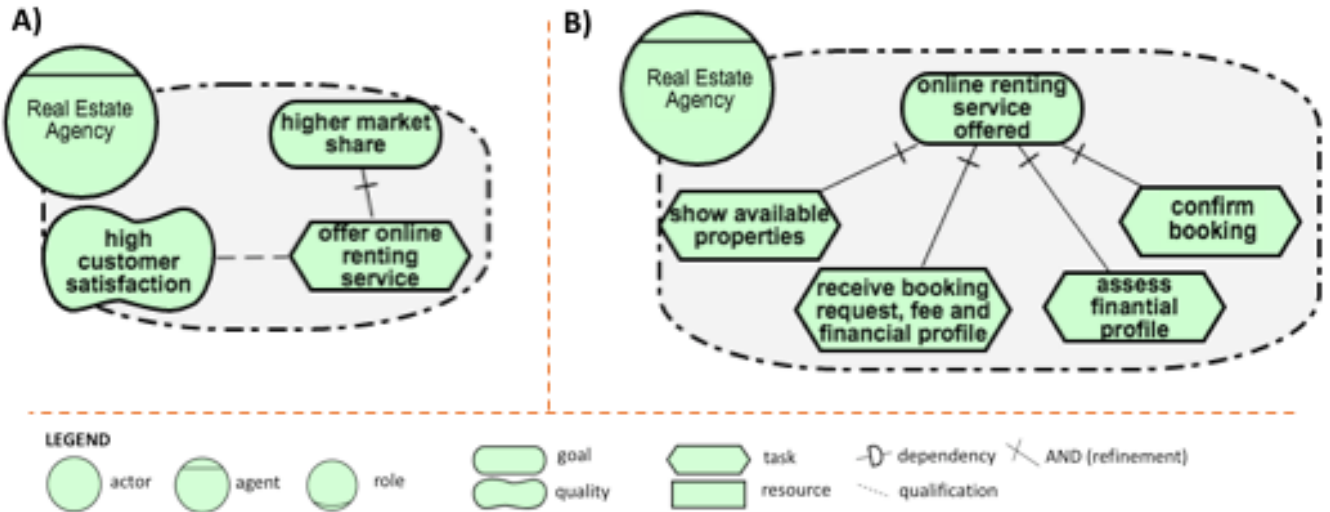 A)
Real Estate
Agency
higher market
share
high
customer
satisfaction
offer online
renting
service
B)
Real Estate
Agency
online renting
service
offered
show available
properties
receive booking
request, fee and
financial profile
assess
finantial
profile
confirm
booking
LEGEND
actor
agent
role
goal
quality
task
resource
dependency
AND (refinement)
qualification